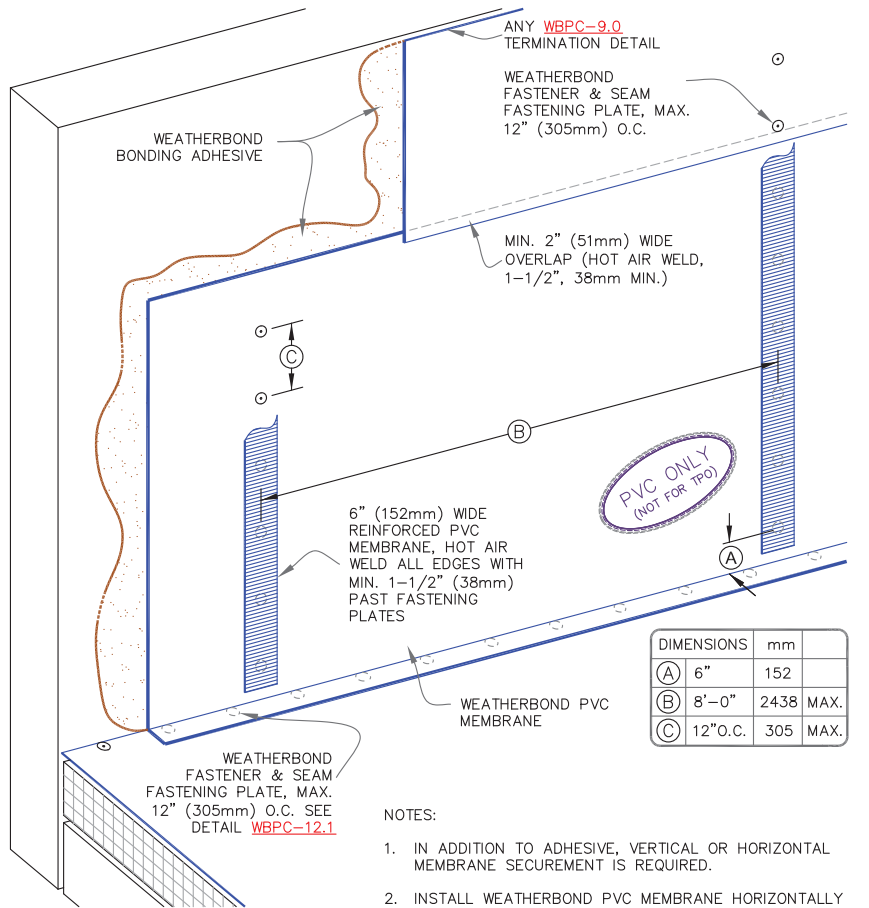 ANY WBPC-9.0
TERMINATION DETAIL
WEATHERBOND
FASTENER & SEAM
FASTENING PLATE, MAX.
12" (305mm) O.C.
WEATHERBOND
BONDING ADHESIVE
MIN. 2" (51mm) WIDE
OVERLAP (HOT AIR WELD,
1-1/2", 38mm MIN.)
C
B
PVC ONLY
(NOT FOR TPO)
6" (152mm) WIDE
REINFORCED PVC
MEMBRANE, HOT AIR
WELD ALL EDGES WITH
MIN. 1-1/2" (38mm)
PAST FASTENING
PLATES
A
DIMENSIONS mm
A 6" 152
B 8'-0" 2438 MAX.
C 12"O.C. 305 MAX.
WEATHERBOND PVC
MEMBRANE
WEATHERBOND
FASTENER & SEAM
FASTENING PLATE, MAX.
12" (305mm) O.C. SEE
DETAIL WBPC-12.1
NOTES:
1. IN ADDITION TO ADHESIVE, VERTICAL OR HORIZONTAL
MEMBRANE SECUREMENT IS REQUIRED.
2. INSTALL WEATHERBOND PVC MEMBRANE HORIZONTALLY